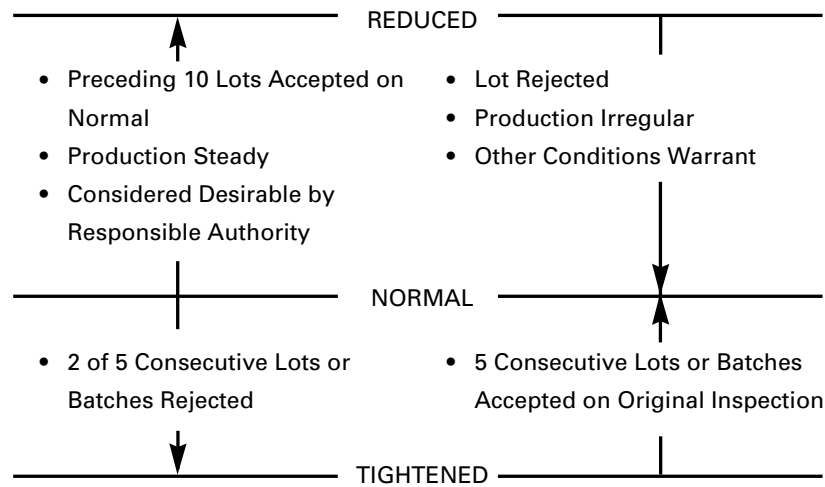 REDUCED
• Preceding 10 Lots Accepted on
Normal
• Production Steady
• Considered Desirable by
Responsible Authority
• Lot Rejected
• Production Irregular
• Other Conditions Warrant
NORMAL
• 2 of 5 Consecutive Lots or
Batches Rejected
• 5 Consecutive Lots or Batches
Accepted on Original Inspection
TIGHTENED